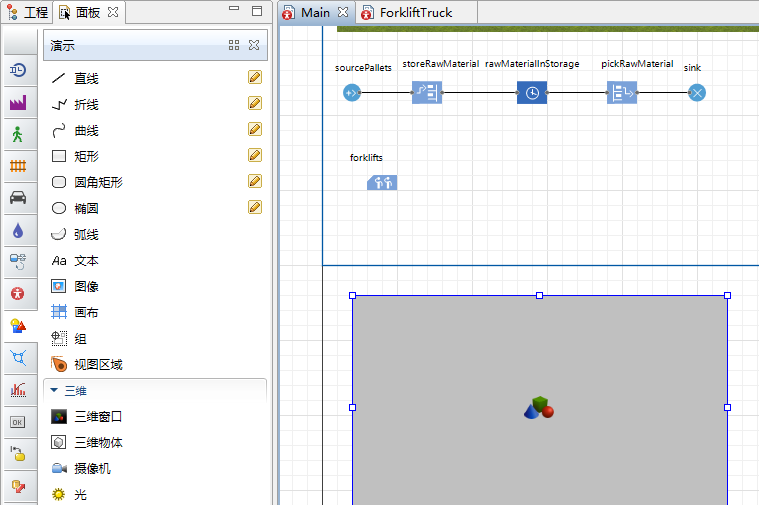 工程 面板
Main ForkliftTruck
演示
直线
折线
曲线
矩形
圆角矩形
椭圆
弧线
Aa 文本
图像
画布
组
视图区域
三维
三维窗口
三维物体
摄像机
光
OK
sourcePallets storeRawMaterial rawMaterialInStorage pickRawMaterial sink
forklifts